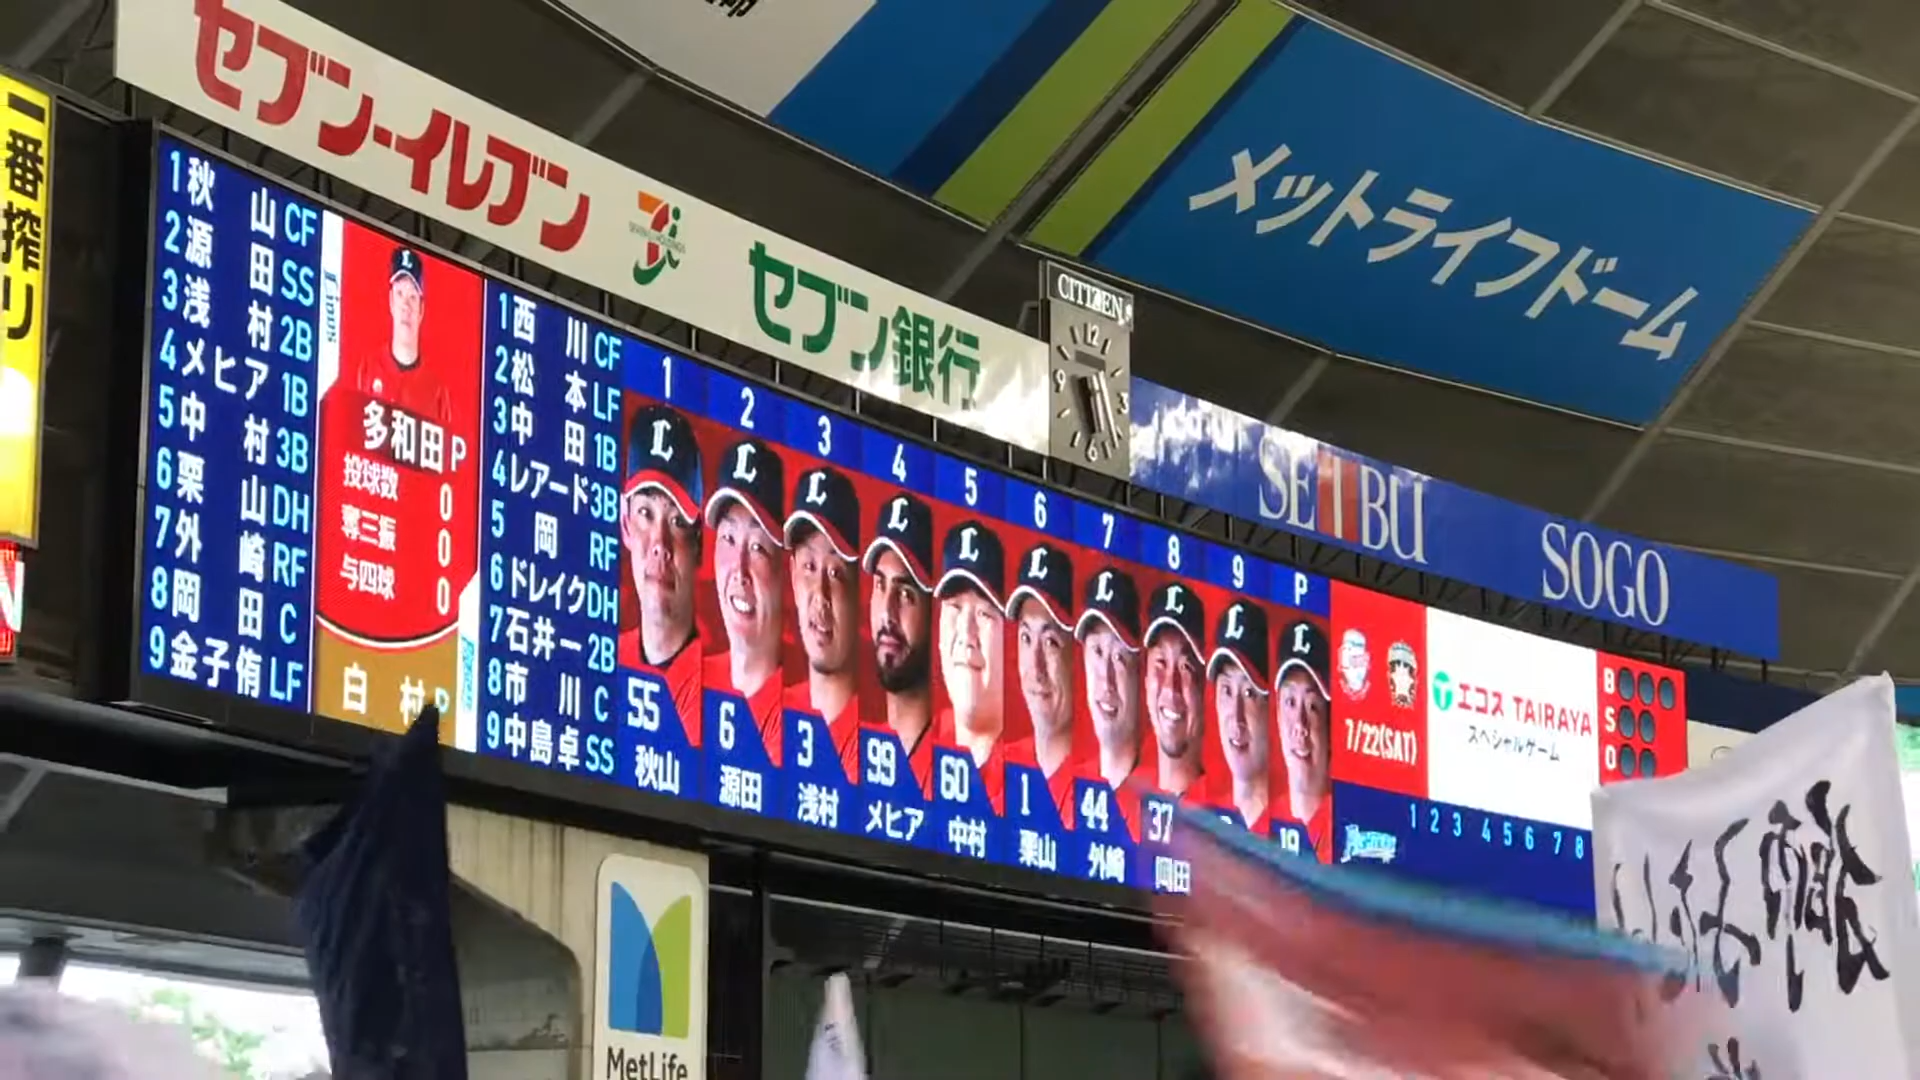 セブン-イレブン
セブン銀行
メットライフドーム
CITIZEN
SEIBU
SOGO
一番搾り
1 秋山 CF
2 源田 SS
3 浅村 2B
4 メヒア 1B
5 中村 3B
6 栗山 DH
7 外崎 RF
8 岡田 C
9 金子侑 LF
多和田 P
投球数 0
奪三振 0
与四球 0
白村 P
1 西川 CF
2 松本 LF
3 中田 1B
4 レアード 3B
5 岡 RF
6 ドレイク DH
7 石井一 2B
8 市川 C
9 中島卓 SS
1 2 3 4 5 6 7 8 9 P
55 6 3 99 60 1 44 37 19
秋山 源田 浅村 メヒア 中村 栗山 外崎 岡田
7/22(SAT)
エコス TAIRAYA
スペシャルゲーム
B
S
O
1 2 3 4 5 6 7 8
MetLife